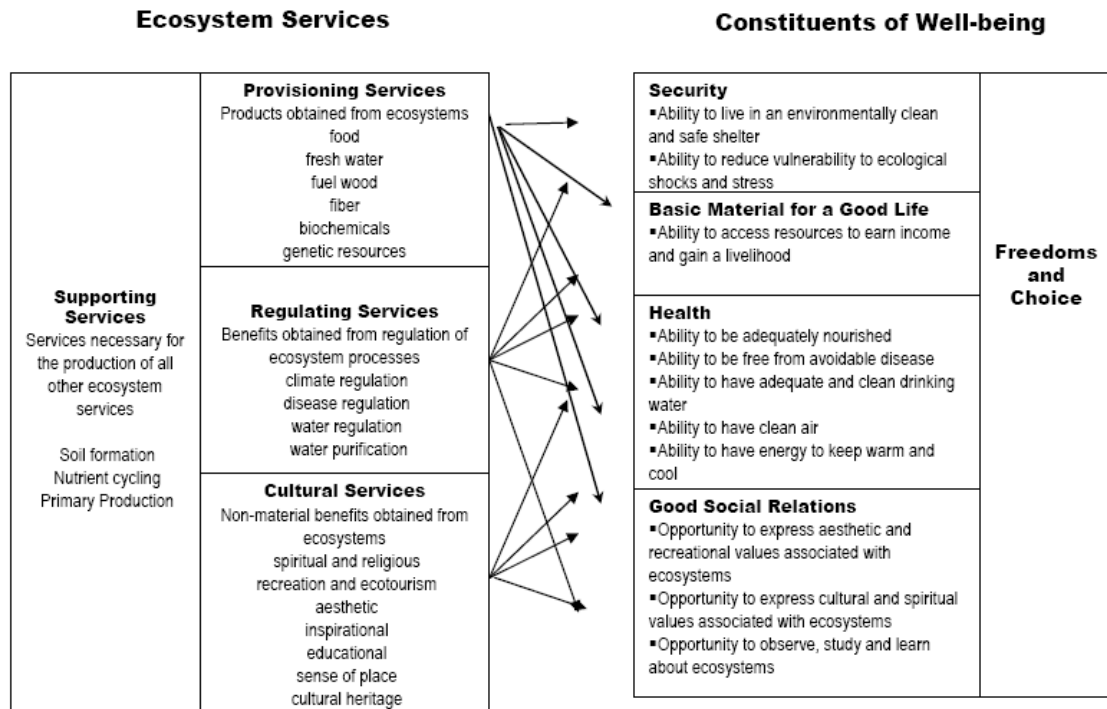 Ecosystem Services
Constituents of Well-being
Supporting
Services
Services necessary for
the production of all
other ecosystem
services
Soil formation
Nutrient cycling
Primary Production
Provisioning Services
Products obtained from ecosystems
food
fresh water
fuel wood
fiber
biochemicals
genetic resources
Regulating Services
Benefits obtained from regulation of
ecosystem processes
climate regulation
disease regulation
water regulation
water purification
Cultural Services
Non-material benefits obtained from
ecosystems
spiritual and religious
recreation and ecotourism
aesthetic
inspirational
educational
sense of place
cultural heritage
Security
▪Ability to live in an environmentally clean
and safe shelter
▪Ability to reduce vulnerability to ecological
shocks and stress
Basic Material for a Good Life
▪Ability to access resources to earn income
and gain a livelihood
Health
▪Ability to be adequately nourished
▪Ability to be free from avoidable disease
▪Ability to have adequate and clean drinking
water
▪Ability to have clean air
▪Ability to have energy to keep warm and
cool
Good Social Relations
▪Opportunity to express aesthetic and
recreational values associated with
ecosystems
▪Opportunity to express cultural and spiritual
values associated with ecosystems
▪Opportunity to observe, study and learn
about ecosystems
Freedoms
and
Choice